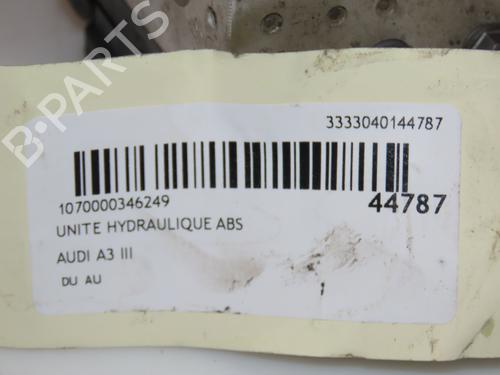 B-PARTS
3333040144787
1070000346249
44787
UNITE HYDRAULIQUE ABS
AUDI A3 III
DU AU